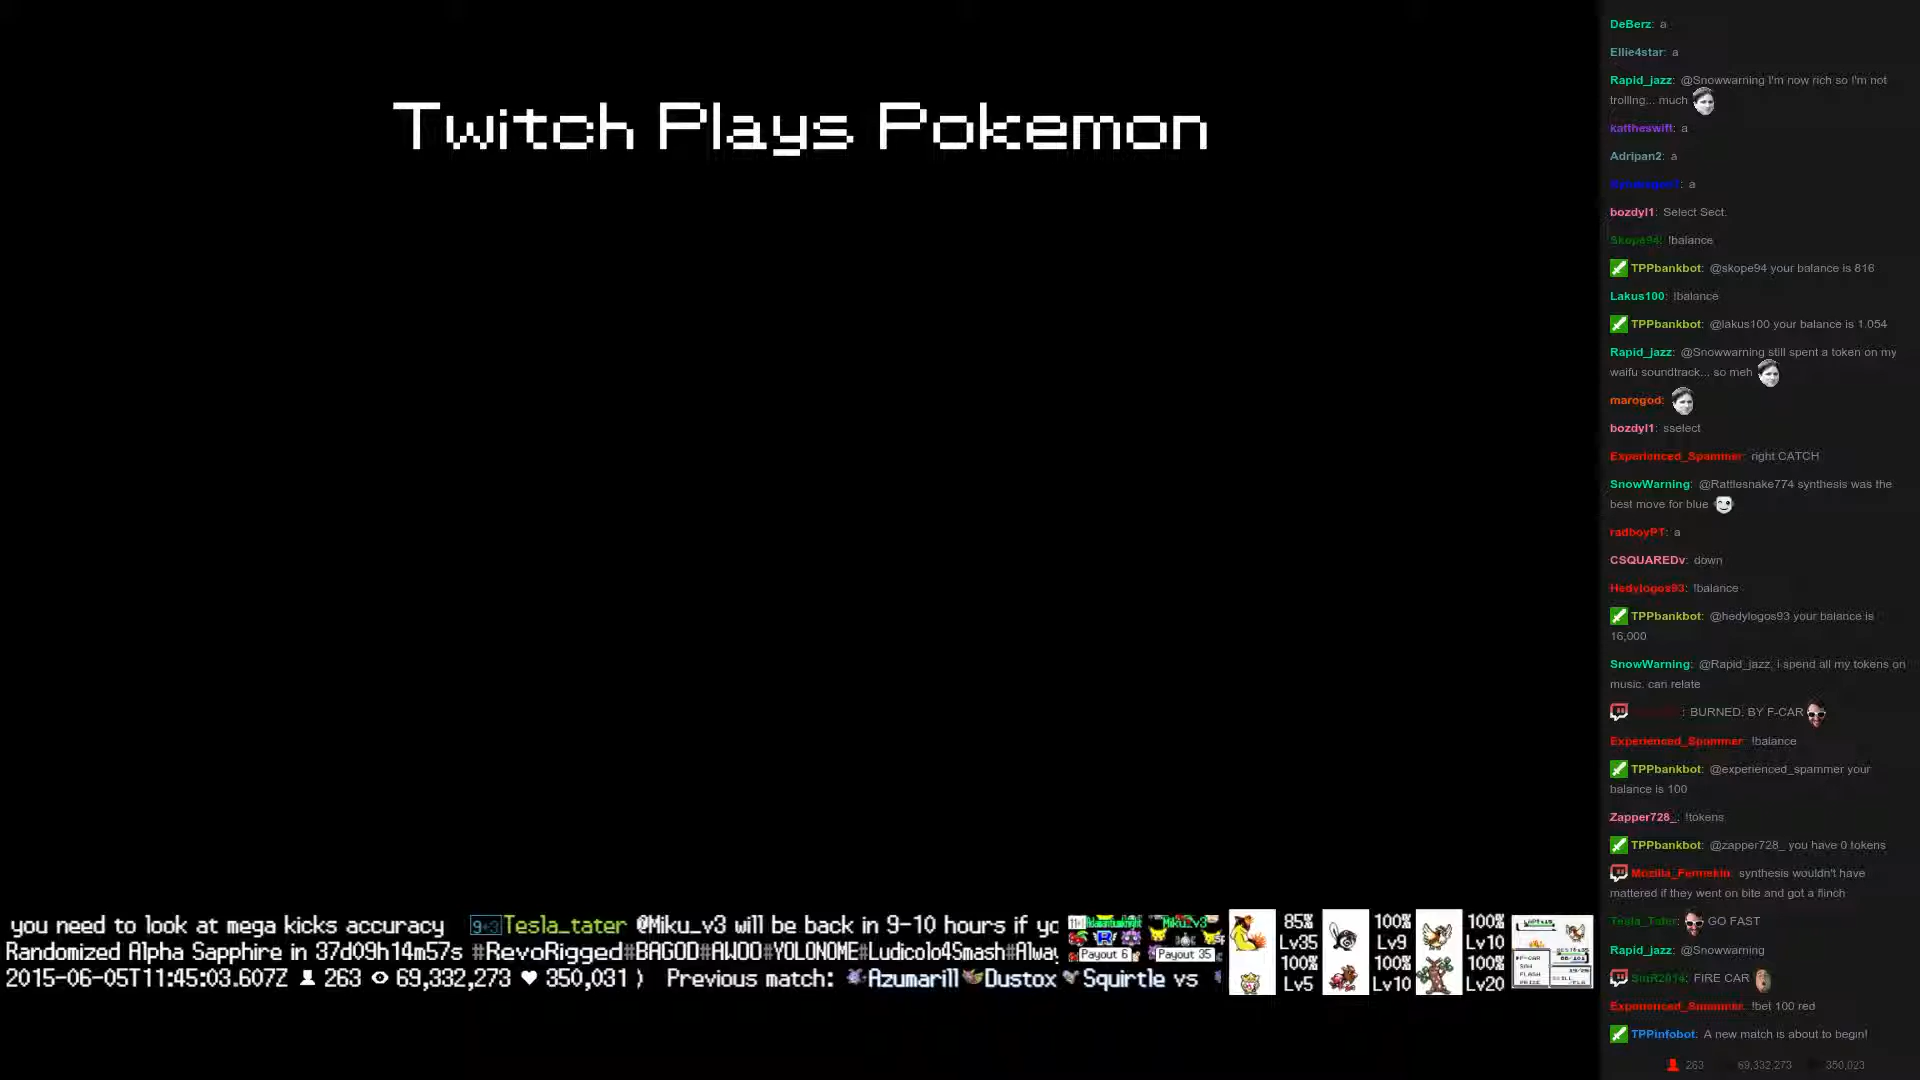 Twitch Plays Pokemon
you need to look at mega kicks accuracy 9+3 Tesla_tater @Miku_v3 will be back in 9-10 hours if yo
Randomized Alpha Sapphire in 37d09h14m57s #RevoRigged#BAGOD#AWOO#YOLONOME#Ludicolo4Smash#Alway
2015-06-05T11:45:03.607Z 263 69,332,273 350,031 ) Previous match: Azumarill Dustox Squirtle vs
Miku_v3
Payout 6 Payout 35
85% 100% 100%
Lv35 Lv9 Lv10
100% 100% 100%
Lv5 Lv10 Lv20
DeBerz: a
Ellie4star: a
Rapid_jazz: @Snowwarning I'm now rich so I'm not
trolling... much
kattheswift: a
Adripan2: a
: a
bozdyl1: Select Sect.
Skope94: !balance
TPPbankbot: @skope94 your balance is 816
Lakus100: !balance
TPPbankbot: @lakus100 your balance is 1,054
Rapid_jazz: @Snowwarning still spent a token on my
waifu soundtrack... so meh
marogod:
bozdyl1: sselect
Experienced_Spammer: right CATCH
SnowWarning: @Rattlesnake774 synthesis was the
best move for blue
radboyPT: a
CSQUAREDv: down
Hedylogos93: !balance
TPPbankbot: @hedylogos93 your balance is
16,000
SnowWarning: @Rapid_jazz, i spend all my tokens on
music. can relate
: BURNED. BY F-CAR
Experienced_Spammer: !balance
TPPbankbot: @experienced_spammer your
balance is 100
Zapper728_: !tokens
TPPbankbot: @zapper728_ you have 0 tokens
Mozilla_Fennekin: synthesis wouldn't have
mattered if they went on bite and got a flinch
Tesla_Tater: GO FAST
Rapid_jazz: @Snowwarning
SmR2014: FIRE CAR
Experienced_Spammer: !bet 100 red
TPPinfobot: A new match is about to begin!
263 69,332,273 350,023